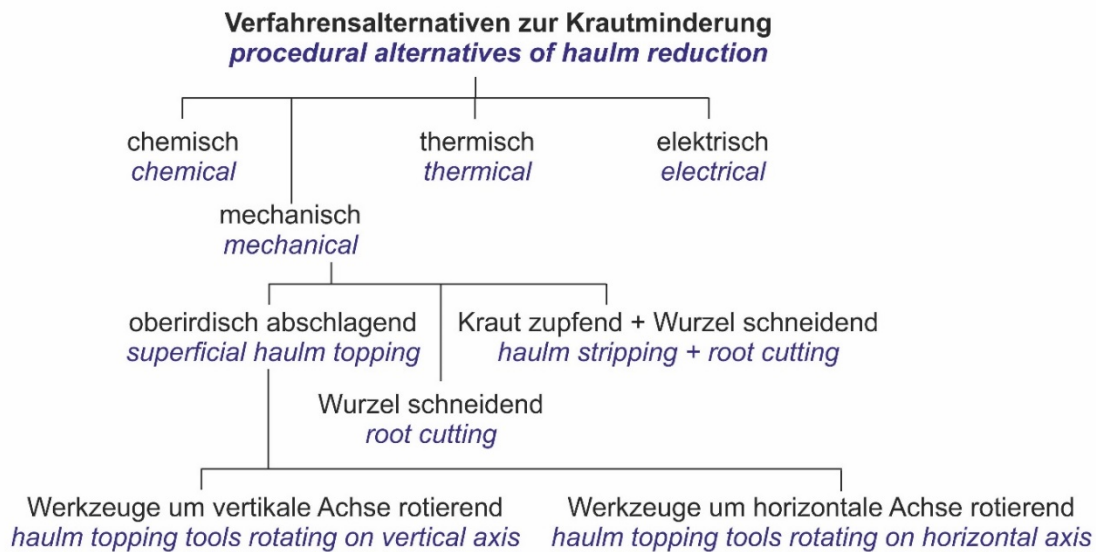 Verfahrensalternativen zur Krautminderung
procedural alternatives of haulm reduction
chemisch
chemical
thermisch
thermical
elektrisch
electrical
mechanisch
mechanical
oberirdisch abschlagend
superficial haulm topping
Kraut zupfend + Wurzel schneidend
haulm stripping + root cutting
Wurzel schneidend
root cutting
Werkzeuge um vertikale Achse rotierend
haulm topping tools rotating on vertical axis
Werkzeuge um horizontale Achse rotierend
haulm topping tools rotating on horizontal axis